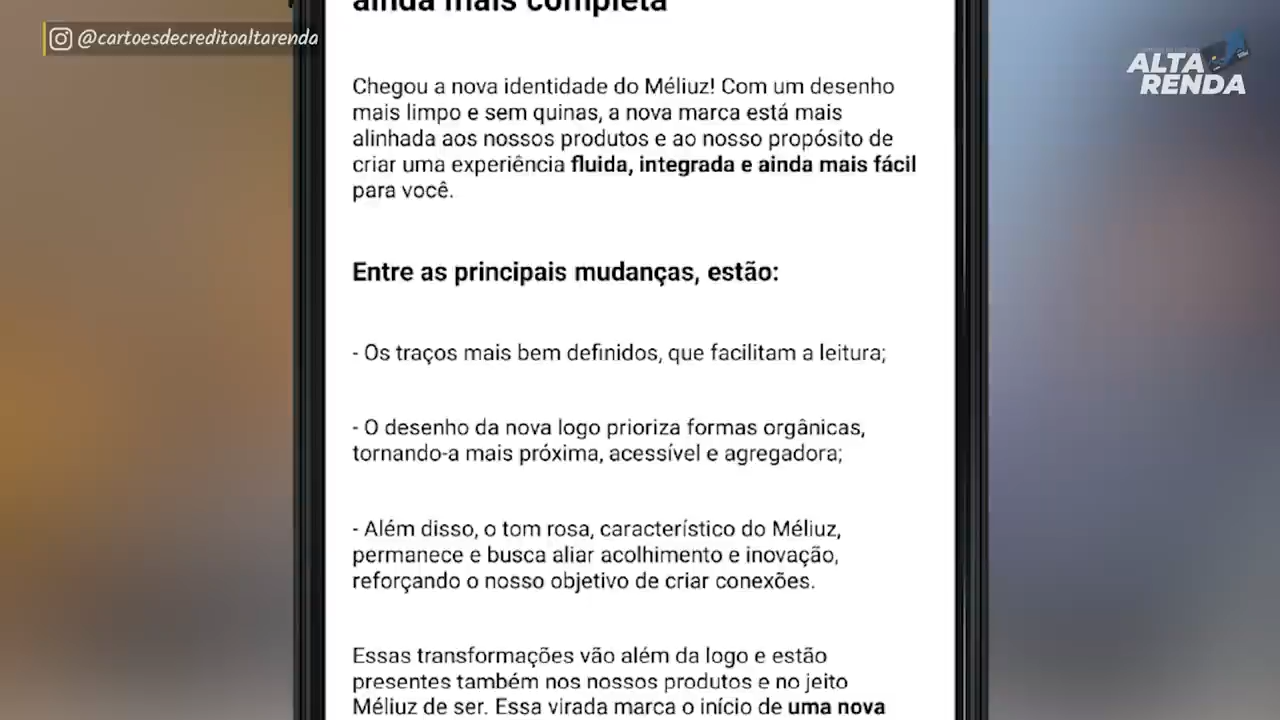 @cartoesdecreditoaltarenda
ALTA
RENDA
ainda mais completa
Chegou a nova identidade do Méliuz! Com um desenho
mais limpo e sem quinas, a nova marca está mais
alinhada aos nossos produtos e ao nosso propósito de
criar uma experiência fluida, integrada e ainda mais fácil
para você.
Entre as principais mudanças, estão:
- Os traços mais bem definidos, que facilitam a leitura;
- O desenho da nova logo prioriza formas orgânicas,
tornando-a mais próxima, acessível e agregadora;
- Além disso, o tom rosa, característico do Méliuz,
permanece e busca aliar acolhimento e inovação,
reforçando o nosso objetivo de criar conexões.
Essas transformações vão além da logo e estão
presentes também nos nossos produtos e no jeito
Méliuz de ser. Essa virada marca o início de uma nova